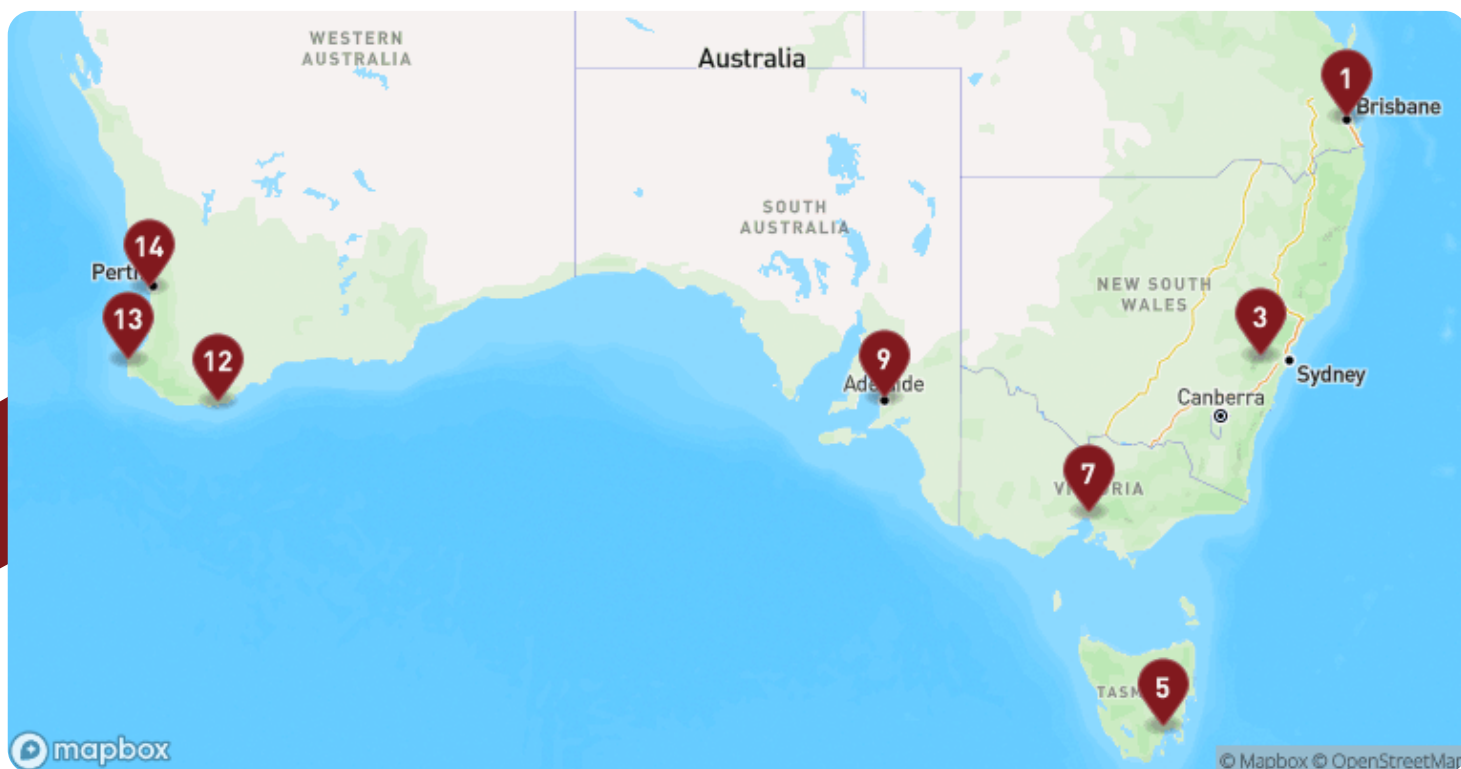 WESTERN
AUSTRALIA
Australia
1
Brisbane
SOUTH
AUSTRALIA
14
NEW SOUTH
WALES
13
3
12
9
Sydney
Canberra
7
5
mapbox
© Mapbox © OpenStreetMap